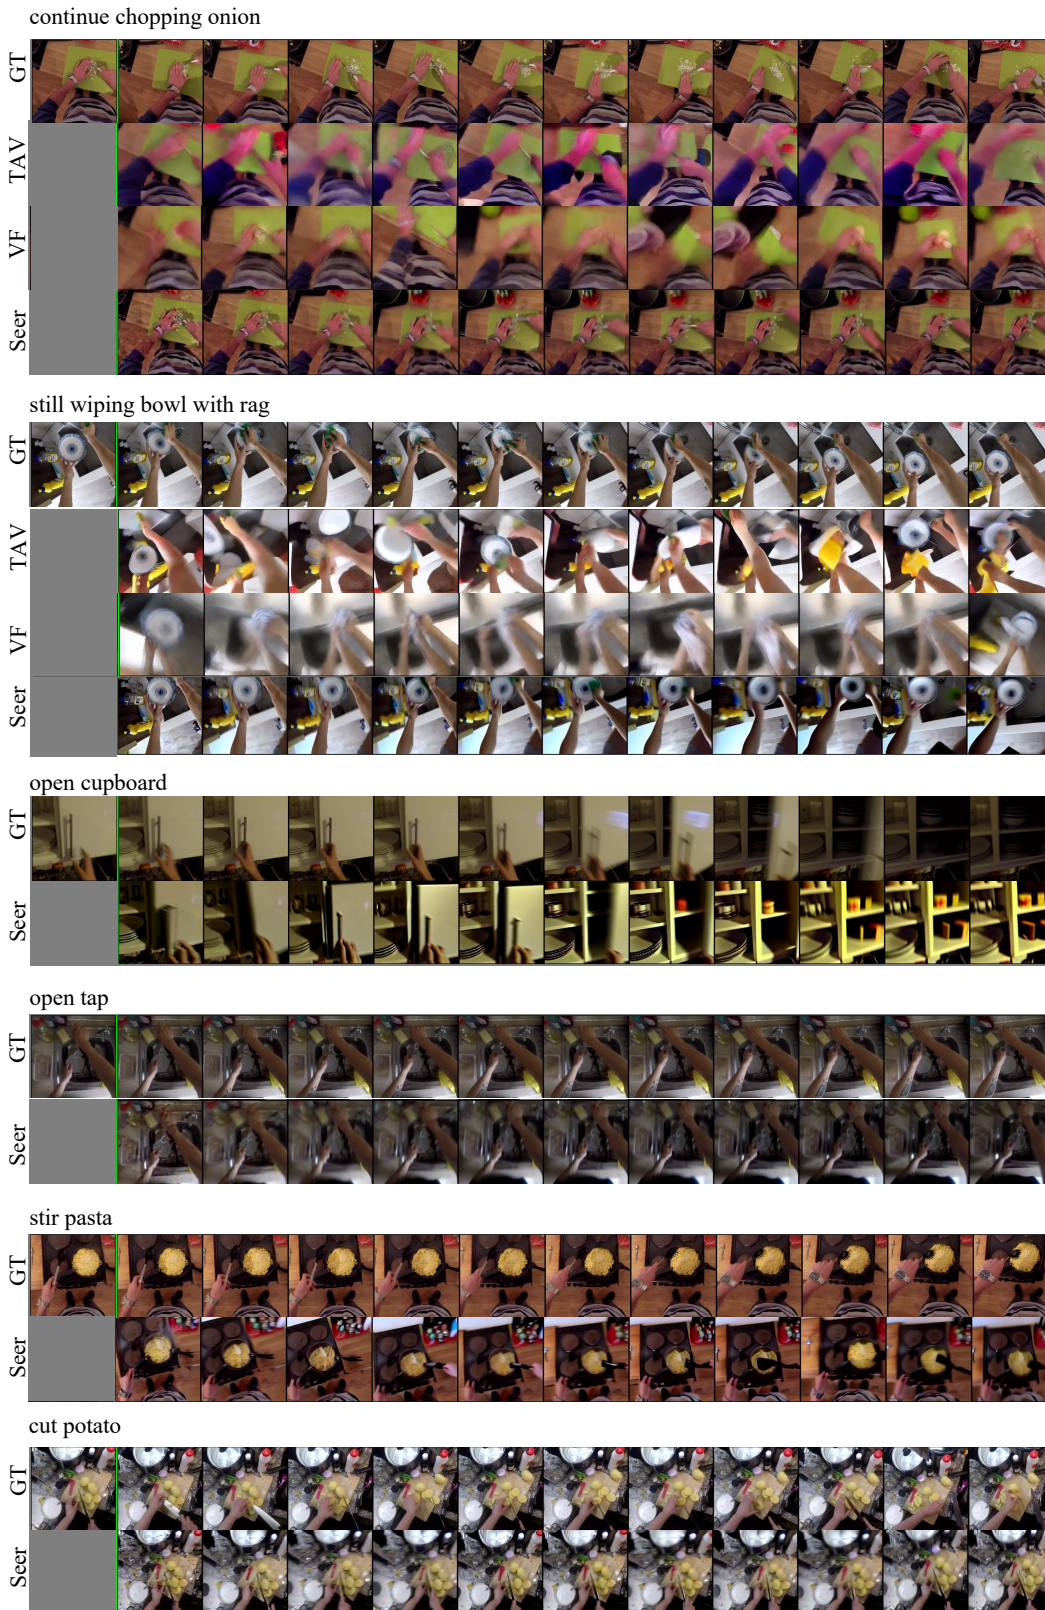 continue chopping onion
GT
TAV
VF
Seer
still wiping bowl with rag
GT
TAV
VF
Seer
open cupboard
GT
Seer
open tap
GT
Seer
stir pasta
GT
Seer
cut potato
GT
Seer